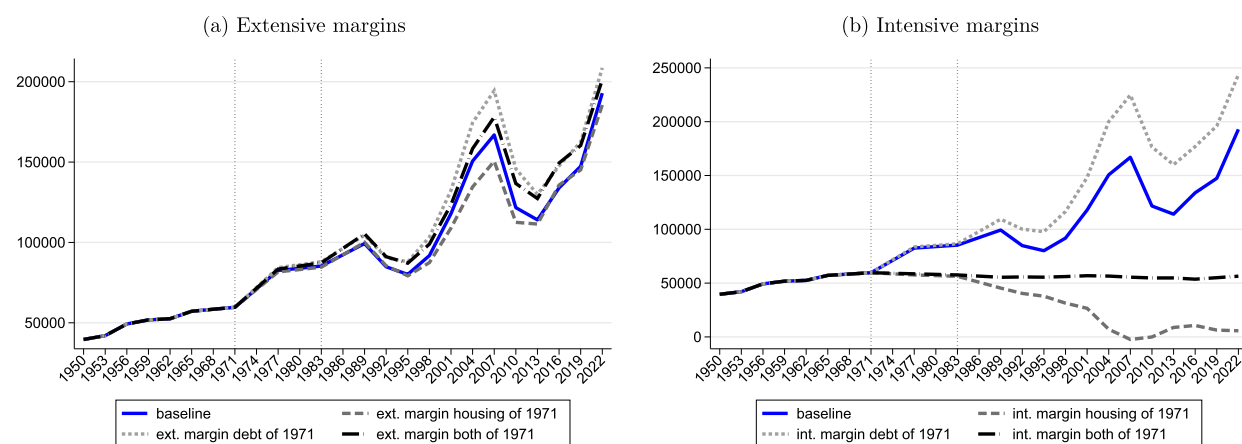 (a) Extensive margins
200000
150000
100000
50000
1950 1953 1956 1959 1962 1965 1968 1971 1974 1977 1980 1983 1986 1989 1992 1995 1998 2001 2004 2007 2010 2013 2016 2019 2022
baseline
ext. margin housing of 1971
ext. margin debt of 1971
ext. margin both of 1971
(b) Intensive margins
250000
200000
150000
100000
50000
0
1950 1953 1956 1959 1962 1965 1968 1971 1974 1977 1980 1983 1986 1989 1992 1995 1998 2001 2004 2007 2010 2013 2016 2019 2022
baseline
int. margin housing of 1971
int. margin debt of 1971
int. margin both of 1971